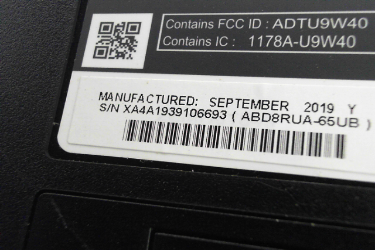 Contains FCC ID : ADTU9W40
Contains IC : 1178A-U9W40
MANUFACTURED: SEPTEMBER 2019 Y
S/N XA4A1939106693 ( ABD8RUA-65UB )